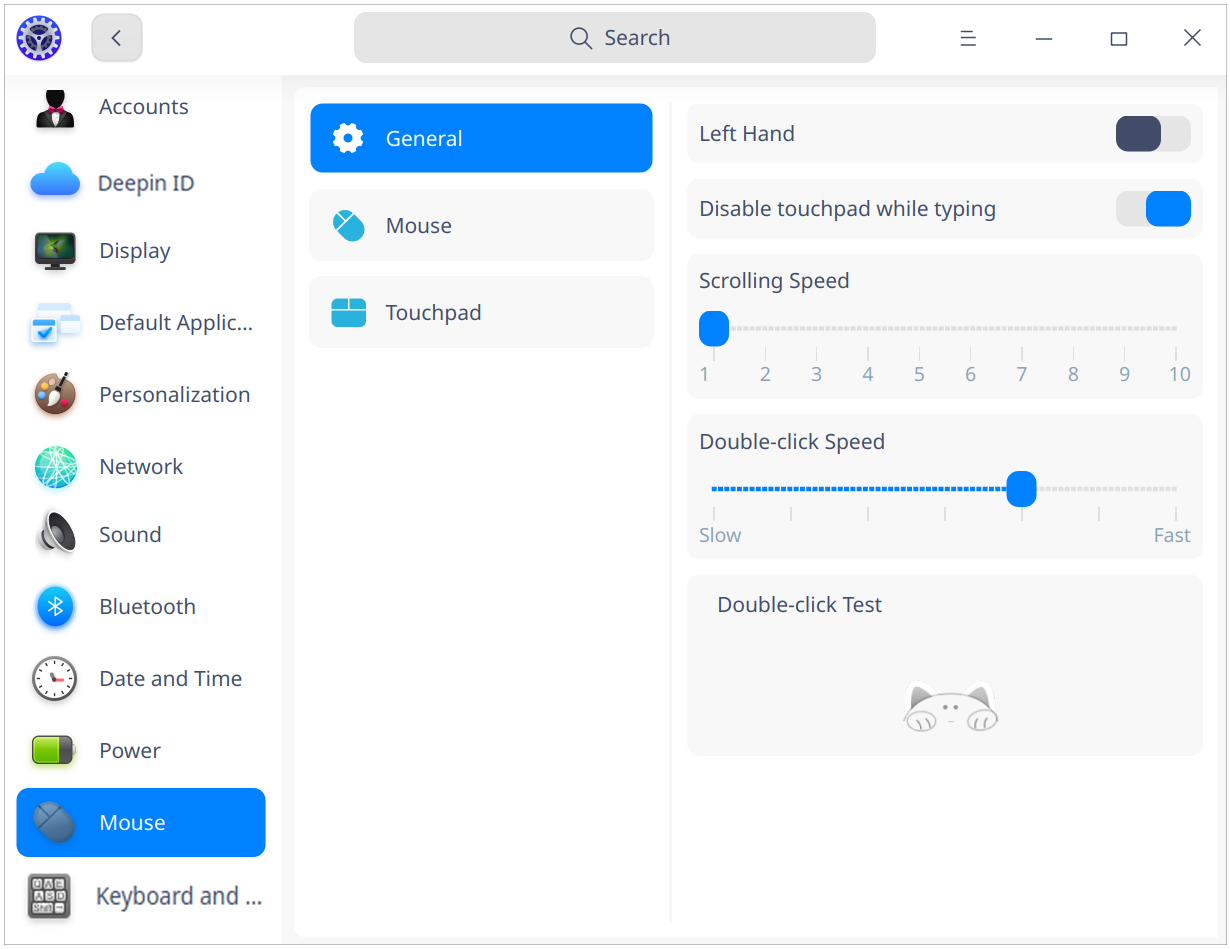 Search
Accounts
Deepin ID
Display
Default Applic...
Personalization
Network
Sound
Bluetooth
Date and Time
Power
Mouse
Keyboard and ...
General
Mouse
Touchpad
Left Hand
Disable touchpad while typing
Scrolling Speed
1 2 3 4 5 6 7 8 9 10
Double-click Speed
Slow Fast
Double-click Test